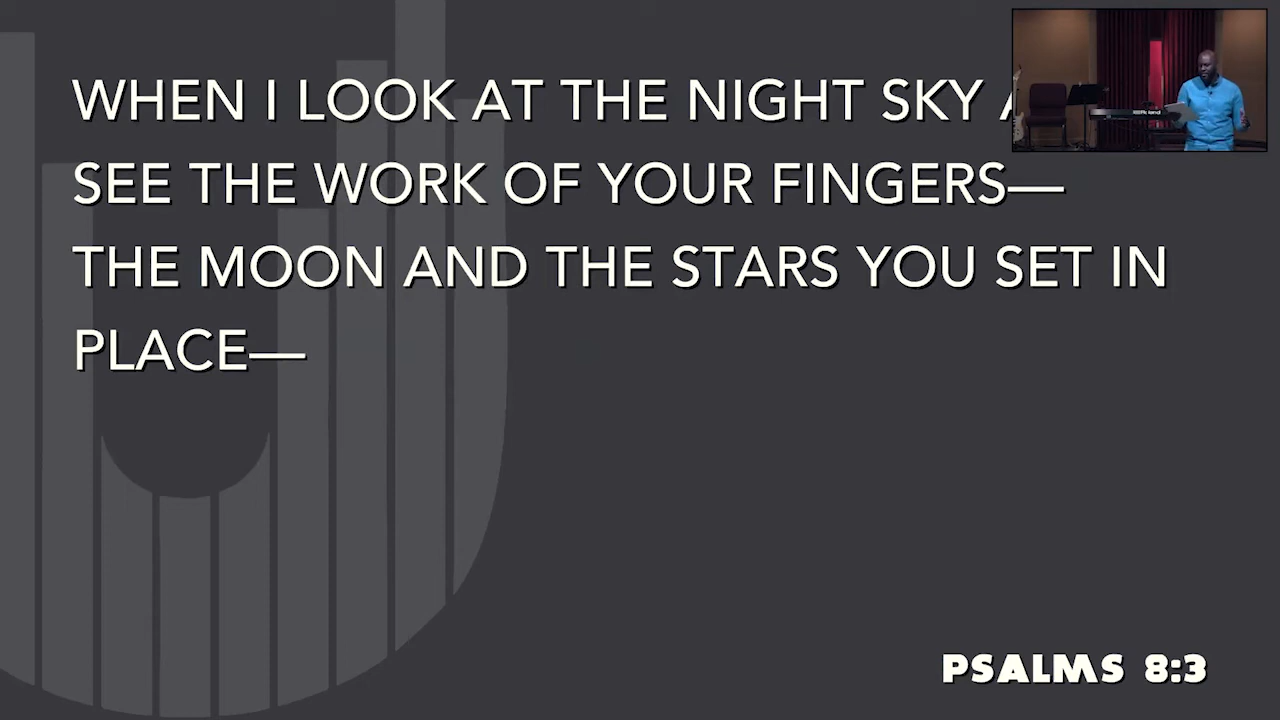 WHEN I LOOK AT THE NIGHT SKY
SEE THE WORK OF YOUR FINGERS—
THE MOON AND THE STARS YOU SET IN
PLACE—
PSALMS 8:3